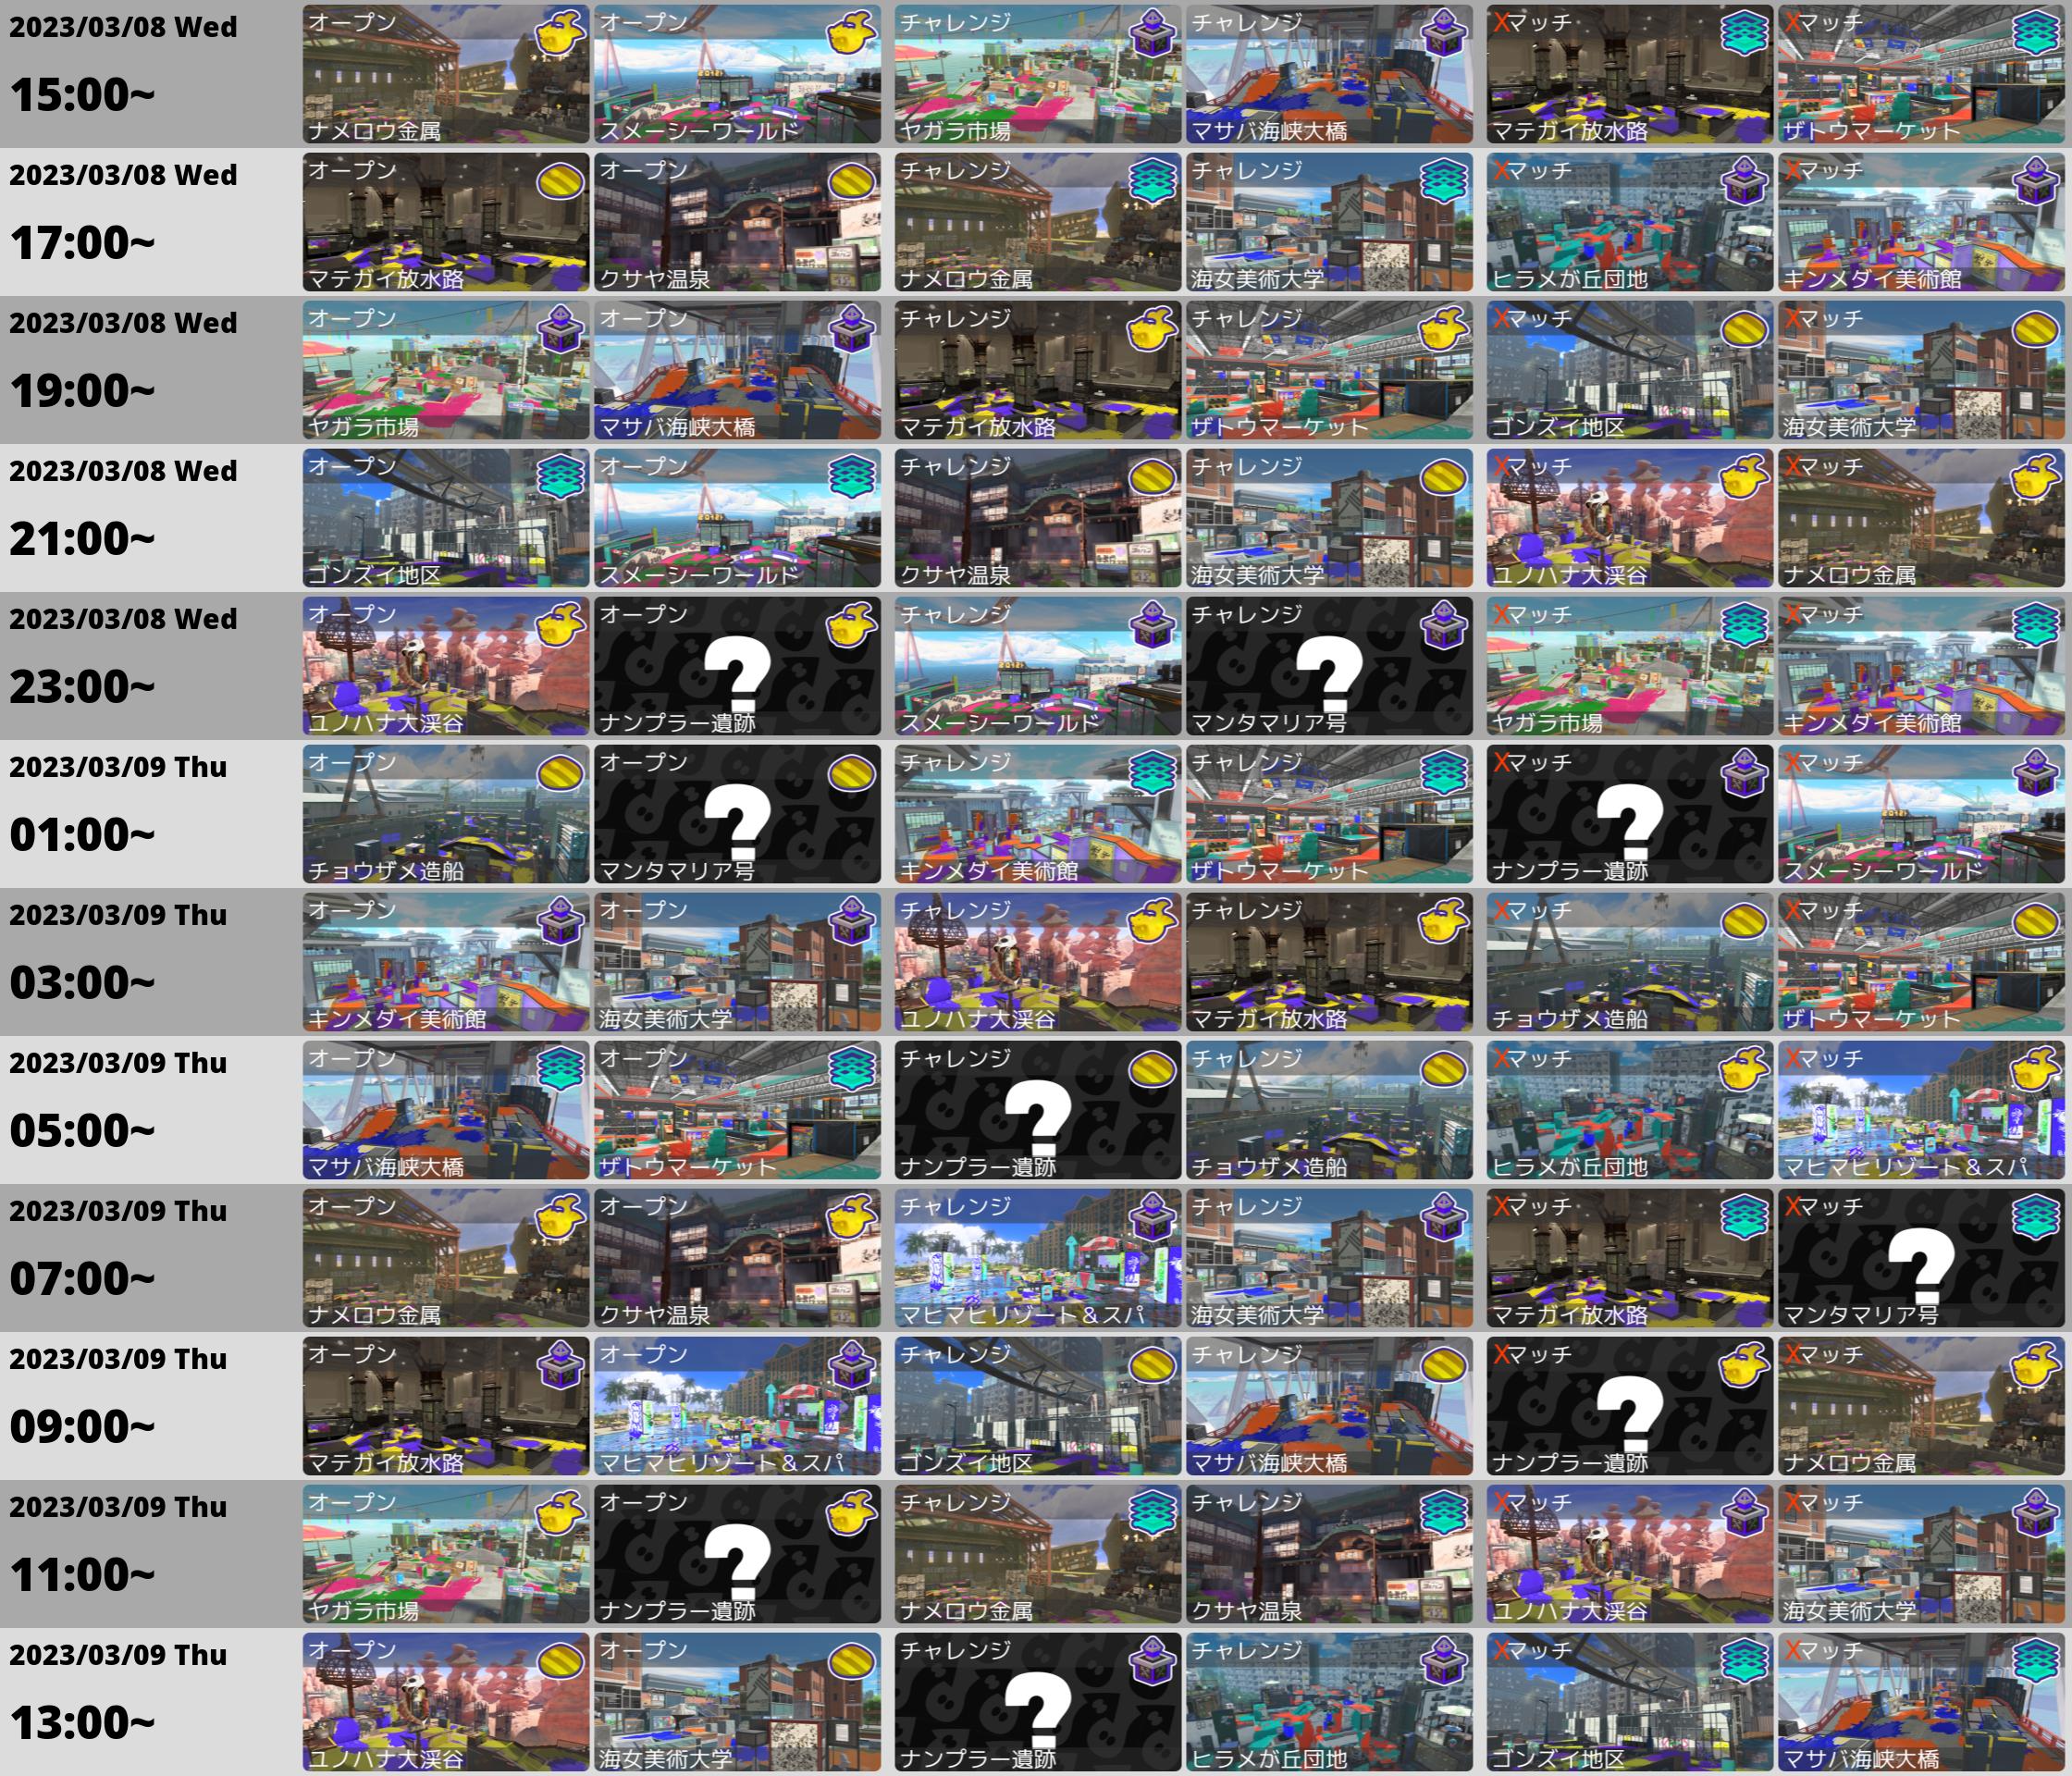 2023/03/08 Wed
15:00~
オープン
オープン
チャレンジ
チャレンジ
Xマッチ
Xマッチ
ナメロウ金属
スメーシーワールド
ヤガラ市場
マサバ海峡大橋
マテガイ放水路
ザトウマーケット
2023/03/08 Wed
17:00~
オープン
オープン
チャレンジ
チャレンジ
Xマッチ
Xマッチ
マテガイ放水路
クサヤ温泉
ナメロウ金属
海女美術大学
ヒラメが丘団地
キンメダイ美術館
2023/03/08 Wed
19:00~
オープン
オープン
チャレンジ
チャレンジ
Xマッチ
Xマッチ
ヤガラ市場
マサバ海峡大橋
マテガイ放水路
ザトウマーケット
ゴンズイ地区
海女美術大学
2023/03/08 Wed
21:00~
オープン
オープン
チャレンジ
チャレンジ
Xマッチ
Xマッチ
ゴンズイ地区
スメーシーワールド
クサヤ温泉
海女美術大学
ユノハナ大渓谷
ナメロウ金属
2023/03/08 Wed
23:00~
オープン
オープン
チャレンジ
チャレンジ
Xマッチ
Xマッチ
?
?
ユノハナ大渓谷
ナンプラー遺跡
スメーシーワールド
マンタマリア号
ヤガラ市場
キンメダイ美術館
2023/03/09 Thu
01:00~
オープン
オープン
チャレンジ
チャレンジ
Xマッチ
Xマッチ
?
?
チョウザメ造船
マンタマリア号
キンメダイ美術館
ザトウマーケット
ナンプラー遺跡
スメーシーワールド
2023/03/09 Thu
03:00~
オープン
オープン
チャレンジ
チャレンジ
Xマッチ
Xマッチ
キンメダイ美術館
海女美術大学
ユノハナ大渓谷
マテガイ放水路
チョウザメ造船
ザトウマーケット
2023/03/09 Thu
05:00~
オープン
オープン
チャレンジ
チャレンジ
Xマッチ
Xマッチ
?
マサバ海峡大橋
ザトウマーケット
ナンプラー遺跡
チョウザメ造船
ヒラメが丘団地
マヒマヒリゾート&スパ
2023/03/09 Thu
07:00~
オープン
オープン
チャレンジ
チャレンジ
Xマッチ
Xマッチ
?
ナメロウ金属
クサヤ温泉
マヒマヒリゾート&スパ
海女美術大学
マテガイ放水路
マンタマリア号
2023/03/09 Thu
09:00~
オープン
オープン
チャレンジ
チャレンジ
Xマッチ
Xマッチ
?
マテガイ放水路
マヒマヒリゾート&スパ
ゴンズイ地区
マサバ海峡大橋
ナンプラー遺跡
ナメロウ金属
2023/03/09 Thu
11:00~
オープン
オープン
チャレンジ
チャレンジ
Xマッチ
Xマッチ
?
ヤガラ市場
ナンプラー遺跡
ナメロウ金属
クサヤ温泉
ユノハナ大渓谷
海女美術大学
2023/03/09 Thu
13:00~
オープン
オープン
チャレンジ
チャレンジ
Xマッチ
Xマッチ
?
ユノハナ大渓谷
海女美術大学
ナンプラー遺跡
ヒラメが丘団地
ゴンズイ地区
マサバ海峡大橋